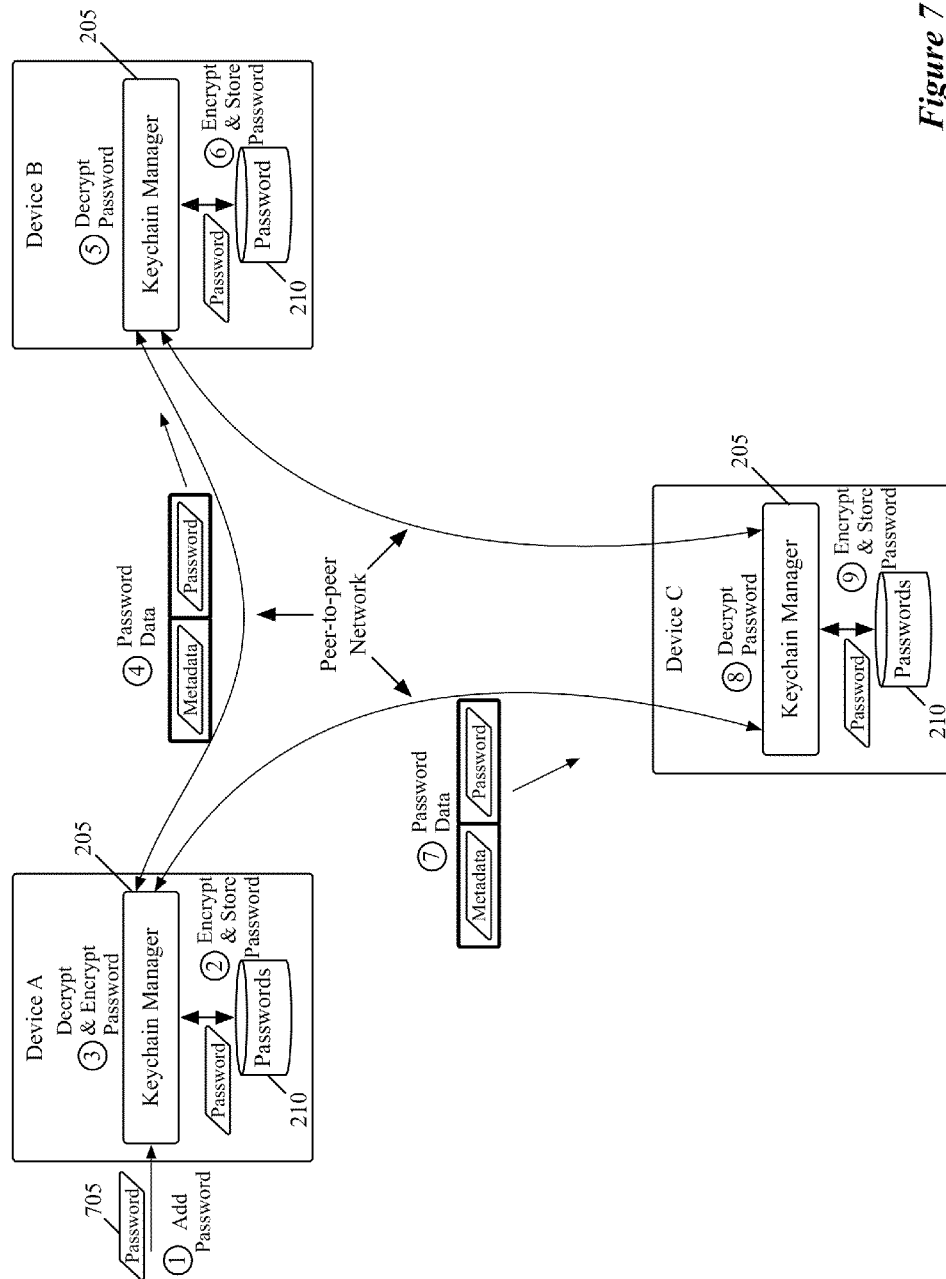 Device A
Decrypt
③ & Encrypt
Password
205
Keychain Manager
705
Password
① Add
Password
② Encrypt
& Store
Password
Password
Passwords
210
④ Password
Data
Metadata
Password
Device B
⑤ Decrypt
Password
205
Keychain Manager
⑥ Encrypt
& Store
Password
Password
Password
210
Peer-to-peer
Network
⑦ Password
Data
Metadata
Password
Device C
⑧ Decrypt
Password
205
Keychain Manager
⑨ Encrypt
& Store
Password
Password
Passwords
210
Figure 7